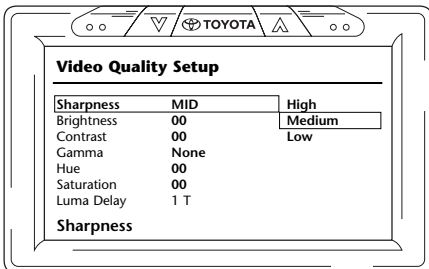 TOYOTA
Video Quality Setup
Sharpness MID High
Brightness 00 Medium
Contrast 00 Low
Gamma None
Hue 00
Saturation 00
Luma Delay 1 T
Sharpness